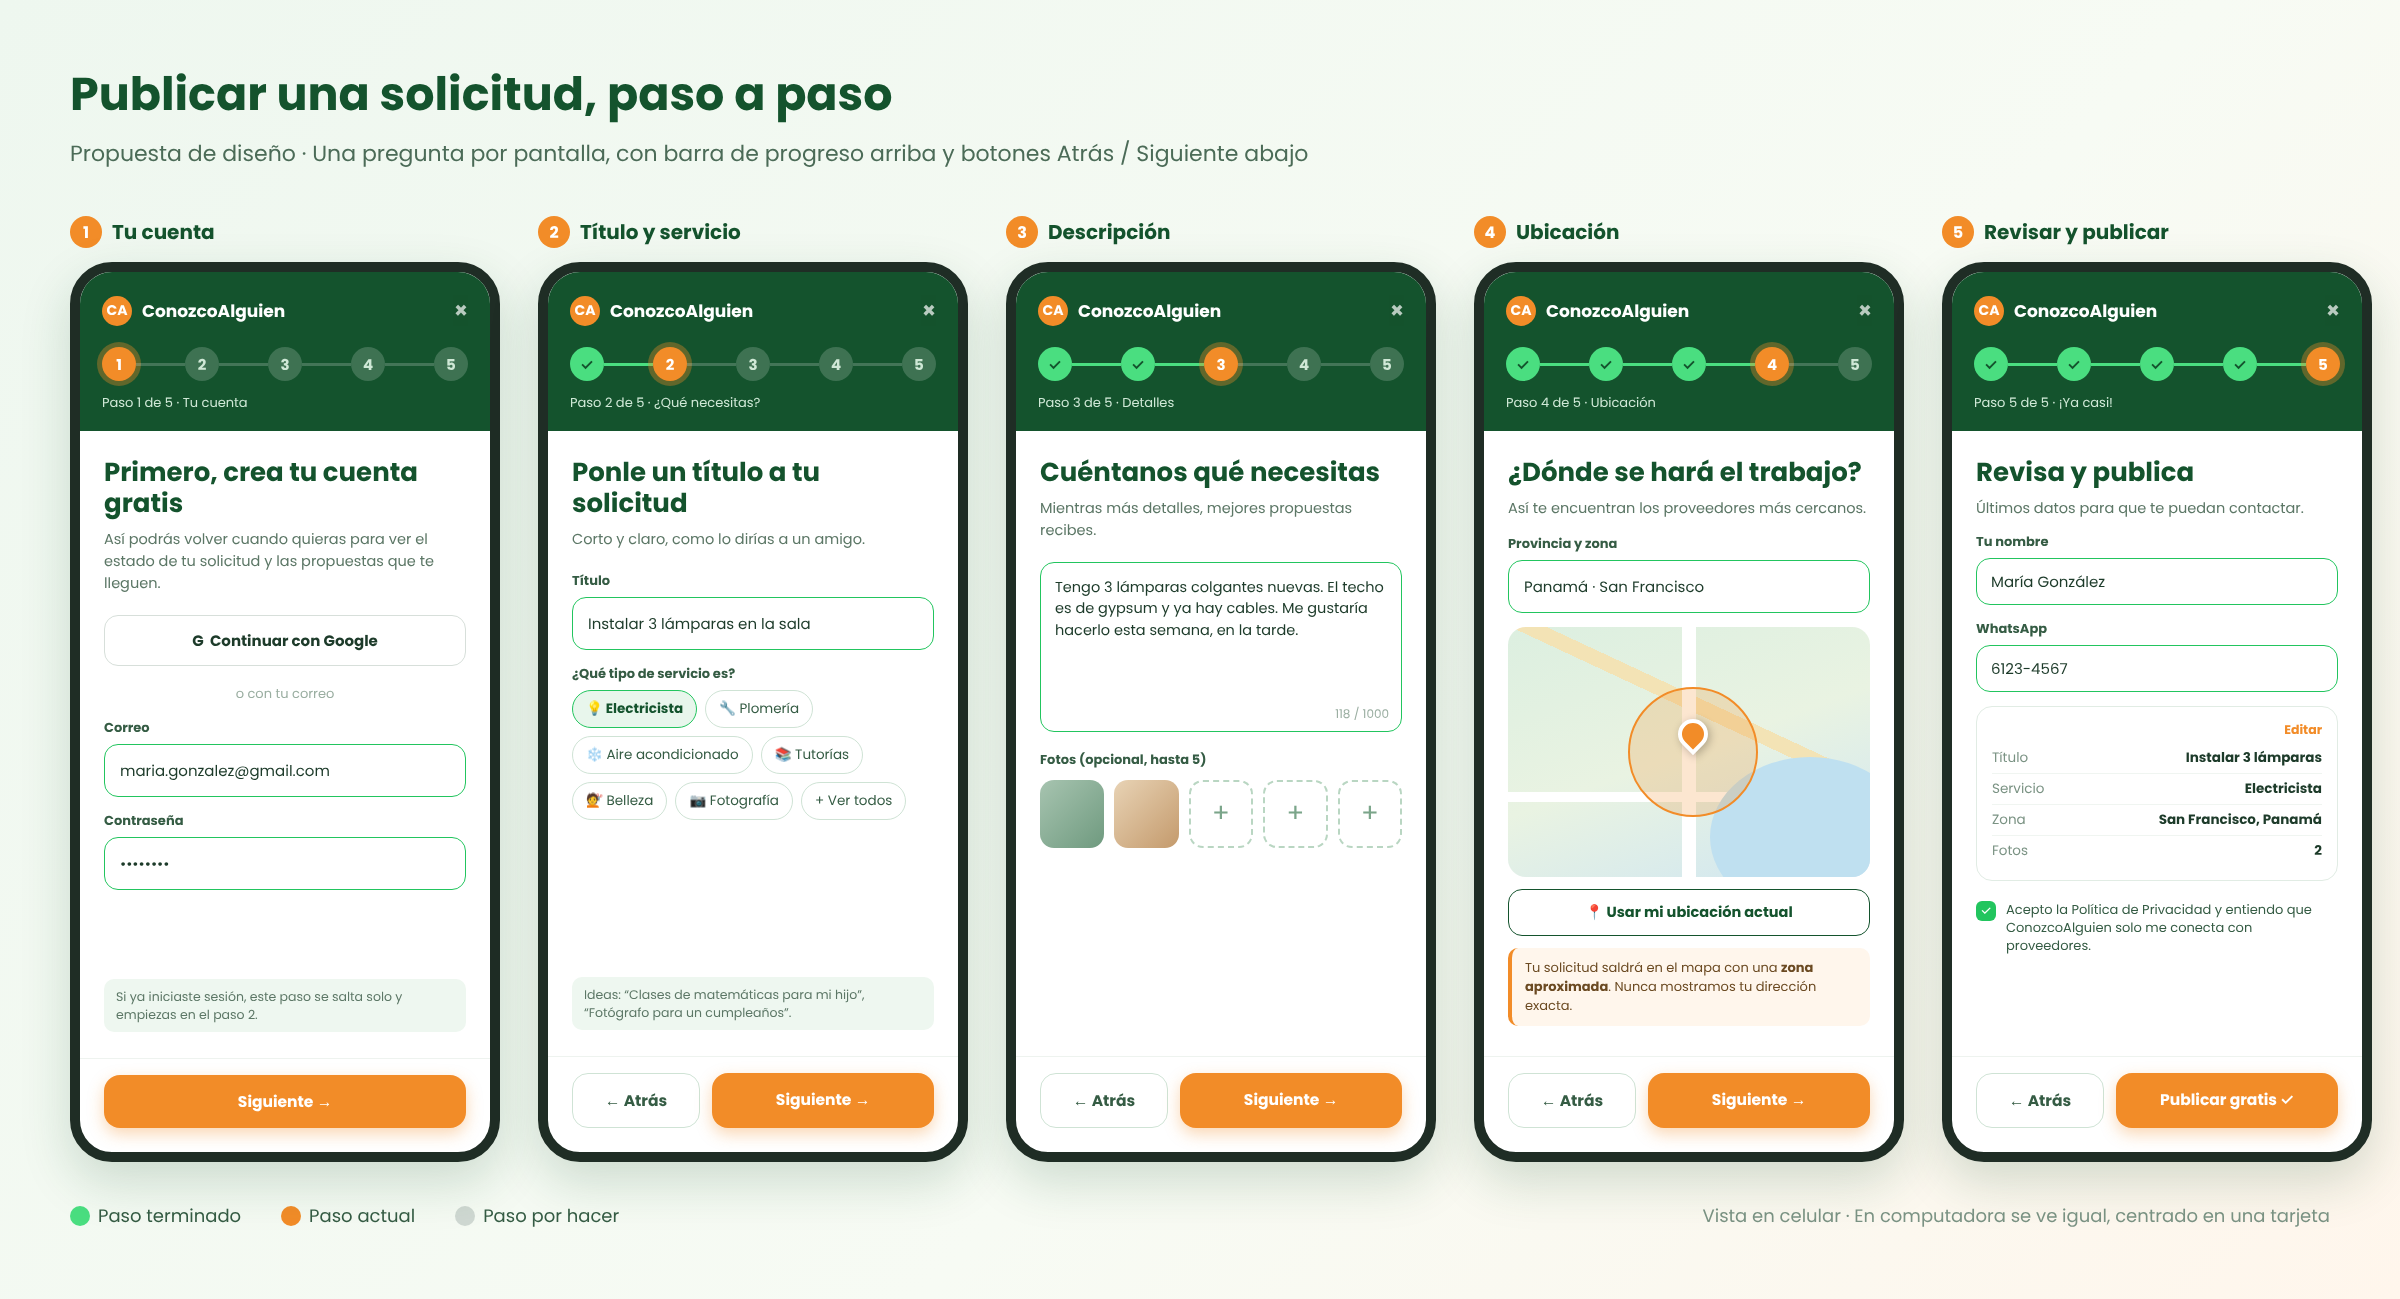 Publicar una solicitud, paso a paso
Propuesta de diseño · Una pregunta por pantalla, con barra de progreso arriba y botones Atrás / Siguiente abajo
1 Tu cuenta
CA ConozcoAlguien ✖
1 2 3 4 5
Paso 1 de 5 · Tu cuenta
Primero, crea tu cuenta
gratis
Así podrás volver cuando quieras para ver el
estado de tu solicitud y las propuestas que te
lleguen.
G Continuar con Google
o con tu correo
Correo
maria.gonzalez@gmail.com
Contraseña
••••••••
Si ya iniciaste sesión, este paso se salta solo y
empiezas en el paso 2.
Siguiente →
2 Título y servicio
CA ConozcoAlguien ✖
✓ 2 3 4 5
Paso 2 de 5 · ¿Qué necesitas?
Ponle un título a tu
solicitud
Corto y claro, como lo dirías a un amigo.
Título
Instalar 3 lámparas en la sala
¿Qué tipo de servicio es?
💡 Electricista 🔧 Plomería
❄️ Aire acondicionado 📚 Tutorías
💇 Belleza 📷 Fotografía + Ver todos
Ideas: “Clases de matemáticas para mi hijo”,
“Fotógrafo para un cumpleaños”.
← Atrás Siguiente →
3 Descripción
CA ConozcoAlguien ✖
✓ ✓ 3 4 5
Paso 3 de 5 · Detalles
Cuéntanos qué necesitas
Mientras más detalles, mejores propuestas
recibes.
Tengo 3 lámparas colgantes nuevas. El techo
es de gypsum y ya hay cables. Me gustaría
hacerlo esta semana, en la tarde.
118 / 1000
Fotos (opcional, hasta 5)
+ + +
← Atrás Siguiente →
4 Ubicación
CA ConozcoAlguien ✖
✓ ✓ ✓ 4 5
Paso 4 de 5 · Ubicación
¿Dónde se hará el trabajo?
Así te encuentran los proveedores más cercanos.
Provincia y zona
Panamá · San Francisco
📍 Usar mi ubicación actual
Tu solicitud saldrá en el mapa con una zona
aproximada. Nunca mostramos tu dirección
exacta.
← Atrás Siguiente →
5 Revisar y publicar
CA ConozcoAlguien ✖
✓ ✓ ✓ ✓ 5
Paso 5 de 5 · ¡Ya casi!
Revisa y publica
Últimos datos para que te puedan contactar.
Tu nombre
María González
WhatsApp
6123-4567
Editar
Título Instalar 3 lámparas
Servicio Electricista
Zona San Francisco, Panamá
Fotos 2
Acepto la Política de Privacidad y entiendo que
ConozcoAlguien solo me conecta con
proveedores.
← Atrás Publicar gratis ✓
Paso terminado Paso actual Paso por hacer
Vista en celular · En computadora se ve igual, centrado en una tarjeta